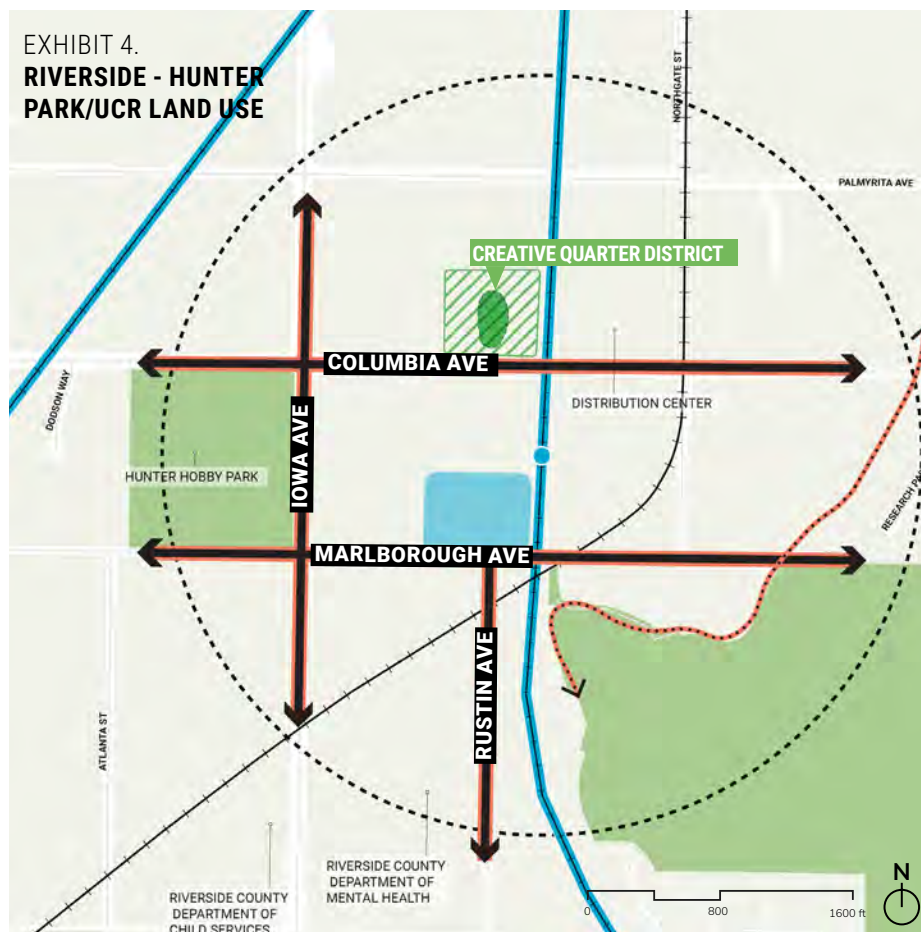 EXHIBIT 4.
RIVERSIDE - HUNTER
PARK/UCR LAND USE
NORTHGATE ST
PALMYRITA AVE
CREATIVE QUARTER DISTRICT
COLUMBIA AVE
DODSON WAY
DISTRIBUTION CENTER
IOWA AVE
HUNTER HOBBY PARK
RESEARCH
MARLBOROUGH AVE
RUSTIN AVE
ATLANTA ST
RIVERSIDE COUNTY
DEPARTMENT OF
MENTAL HEALTH
RIVERSIDE COUNTY
DEPARTMENT OF
CHILD SERVICES
N
0 800 1600 ft